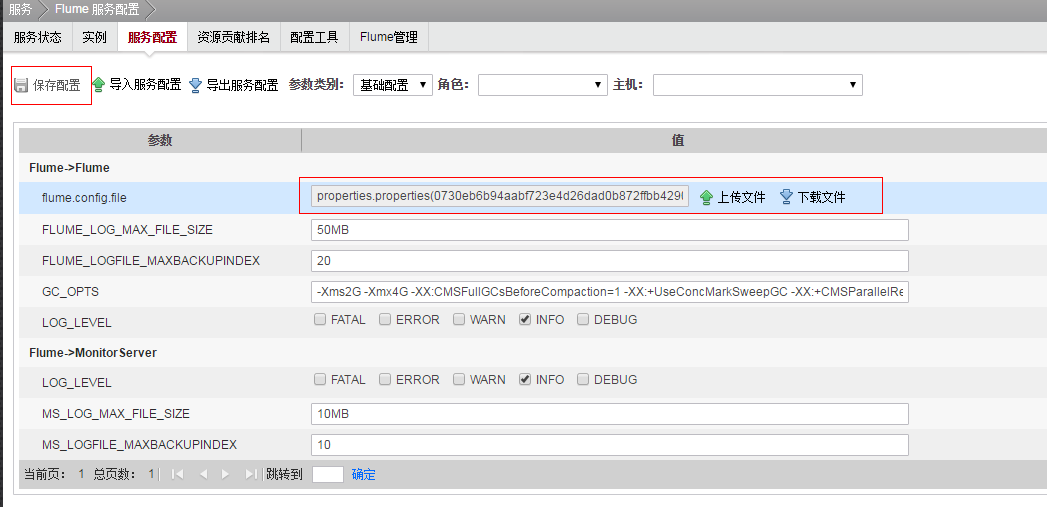 服务 Flume 服务配置
服务状态 实例 服务配置 资源贡献排名 配置工具 Flume管理
保存配置 导入服务配置 导出服务配置 参数类别: 基础配置 角色: 主机:
参数 值
Flume->Flume
flume.config.file properties.properties(0730eb6b94aabf723e4d26dad0b872ffbb429 上传文件 下载文件
FLUME_LOG_MAX_FILE_SIZE 50MB
FLUME_LOGFILE_MAXBACKUPINDEX 20
GC_OPTS -Xms2G -Xmx4G -XX:CMSFullGCsBeforeCompaction=1 -XX:+UseConcMarkSweepGC -XX:+CMSParallelRe
LOG_LEVEL FATAL ERROR WARN INFO DEBUG
Flume->MonitorServer
LOG_LEVEL FATAL ERROR WARN INFO DEBUG
MS_LOG_MAX_FILE_SIZE 10MB
MS_LOGFILE_MAXBACKUPINDEX 10
当前页: 1 总页数: 1 跳转到 确定